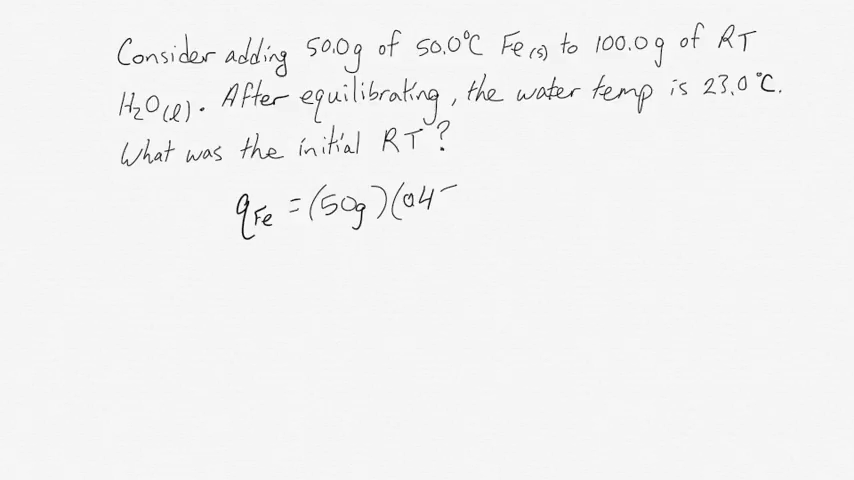 Consider adding 50.0g of 50.0°C Fe(s) to 100.0g of RT
H₂O(l). After equilibrating, the water temp is 23.0°C.
What was the initial RT?
qFe = (50g)(04